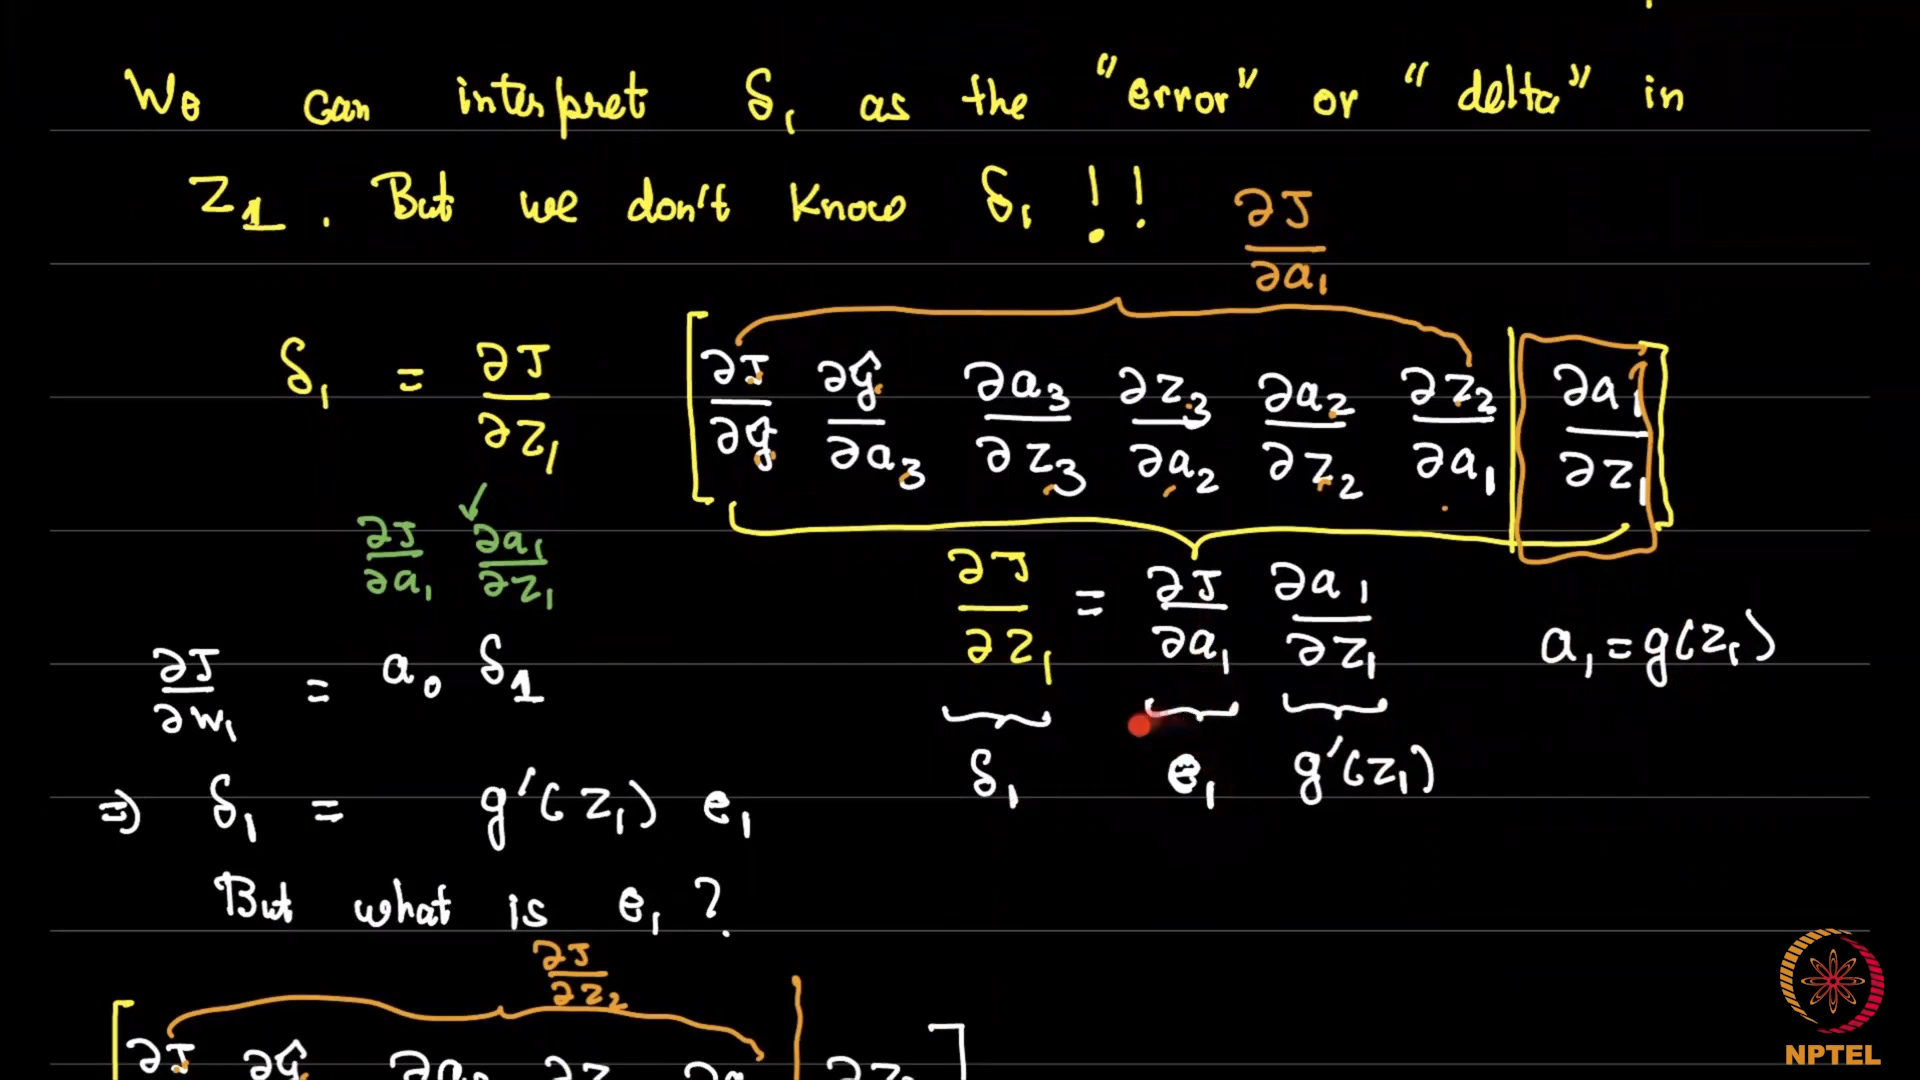 We can interpret δ₁ as the "error" or "delta" in
z₁. But we don't know δ₁ !!
∂J/∂a₁
δ₁ = ∂J/∂z₁ [∂J/∂ŷ ∂ŷ/∂a₃ ∂a₃/∂z₃ ∂z₃/∂a₂ ∂a₂/∂z₂ ∂z₂/∂a₁ | ∂a₁/∂z₁]
∂J/∂a₁ ∂a₁/∂z₁
∂J/∂z₁ = ∂J/∂a₁ ∂a₁/∂z₁ a₁ = g(z₁)
δ₁ e₁ g'(z₁)
∂J/∂w₁ = a₀ δ₁
⇒ δ₁ = g'(z₁) e₁
But what is e₁ ?
∂J/∂z₂
∂J ∂ŷ
NPTEL